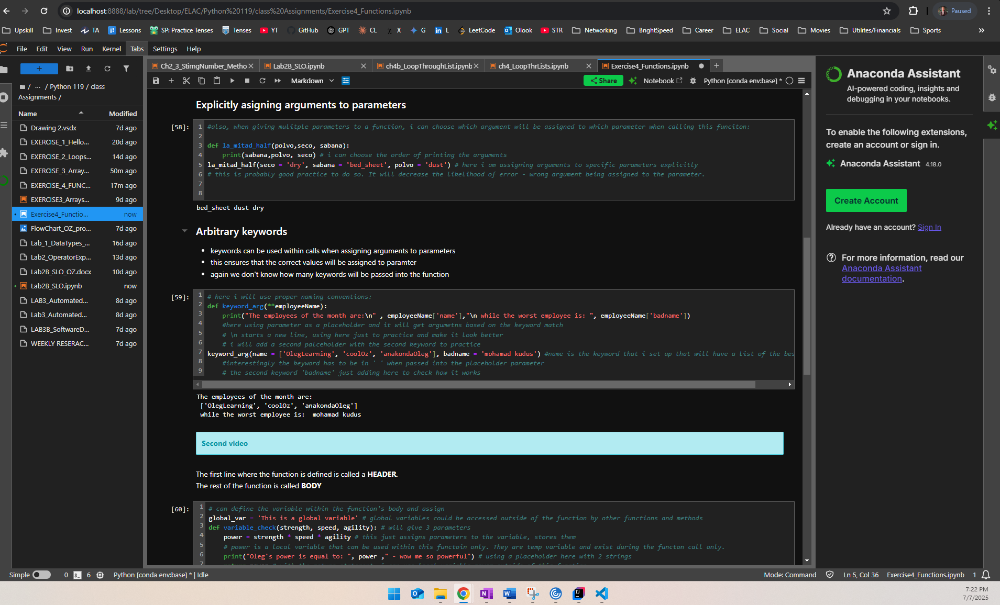 localhost:8888/lab/tree/Desktop/ELAC/Python%20119/class%20Assignments/Exercise4_Functions.ipynb
Paused
Upskill Invest TA Lessons SP: Practice Tenses Tenses YT GitHub GPT CL X G L LeetCode Olook STR Networking BrightSpeed Career ELAC Social Movies Utilites/Financials Sports »
File Edit View Run Kernel Tabs Settings Help
/ ··· / Python 119 / class
Assignments /
Name Modified
Drawing 2.vsdx 7d ago
EXERCISE_1_Hello... 20d ago
EXERCISE_2_Loops... 14d ago
EXERCISE_3_Array... 50m ago
EXERCISE_4_FUNC... 17m ago
EXERCISE3_Arrays... 9d ago
Exercise4_Functio... now
FlowChart_OZ_pro... 7d ago
Lab_1_DataTypes_... 16d ago
Lab2_OperatorExp... 13d ago
Lab2B_SLO_OZ.docx 10d ago
Lab2B_SLO.ipynb now
LAB3_Automated... 8d ago
Lab3_Automated... 8d ago
LAB3B_SoftwareD... 7d ago
WEEKLY RESERAC... 7d ago
Ch2_3_StirngNumber_Metho Lab2B_SLO.ipynb ch4b_LoopThroughList.ipynb ch4_LoopThrLists.ipynb Exercise4_Functions.ipynb
Markdown Share Notebook Python [conda env:base] *
Explicitly asigning arguments to parameters
[58]:
1 #also, when giving mulitple parameters to a function, i can choose which argument will be assigned to which parameter when calling this funciton:
2
3 def la_mitad_half(polvo,seco, sabana):
4     print(sabana,polvo, seco) # i can choose the order of printing the arguments
5 la_mitad_half(seco = 'dry', sabana = 'bed_sheet', polvo = 'dust') # here i am assigning arguments to specific parameters explicitly
6 # this is probably good practice to do so. It will decrease the likelihood of error - wrong argument being assigned to the parameter.
7
8
bed_sheet dust dry
Arbitrary keywords
• keywords can be used within calls when assigning arguments to parameters
• this ensures that the correct values will be assigned to paramter
• again we don't know how many keywords will be passed into the function
[59]:
1 # here i will use proper naming conventions:
2 def keyword_arg(**employeeName):
3     print("The employees of the month are:\n" , employeeName['name'],"\n while the worst employee is: ", employeeName['badname'])
4     #here using parameter as a placeholder and it will get argumetns based on the keyword match
5     # \n starts a new line, using here just to practice and make it look better
6     # i will add a second palceholder with the second keyword to practice
7 keyword_arg(name = ['OlegLearning', 'coolOz', 'anakondaOleg'], badname = 'mohamad kudus') #name is the keyword that i set up that will have a list of the bes
8     #interestingly the keyword has to be in ' ' when passed into the placeholder parameter
9     # the second keyword 'badname' just adding here to check how it works
The employees of the month are:
['OlegLearning', 'coolOz', 'anakondaOleg']
while the worst employee is:  mohamad kudus
Second video
The first line where the function is defined is called a HEADER.
The rest of the function is called BODY
[60]:
1 # can define the variable within the function's body and assign
2 global_var = 'This is a global variable' # global variables could be accessed outside of the function by other functions and methods
3 def variable_check(strength, speed, agility): # will give 3 parameters
4     power = strength * speed * agility # this just assigns parameters to the variable, stores them
5     # power is a local variable that can be used within this functoin only. They are temp variable and exist during the functon call only.
6     print("Oleg's power is equal to: ", power ," - wow me so powerful") # using a placeholder here with 2 strings
7
Anaconda Assistant
AI-powered coding, insights and
debugging in your notebooks.
To enable the following extensions,
create an account or sign in.
Anaconda Assistant 4.18.0
Create Account
Already have an account? Sign In
For more information, read our
Anaconda Assistant
documentation.
Simple 0 6 Python [conda env:base] * | Idle Mode: Command Ln 5, Col 36 Exercise4_Functions.ipynb 1
7:22 PM
7/7/2025